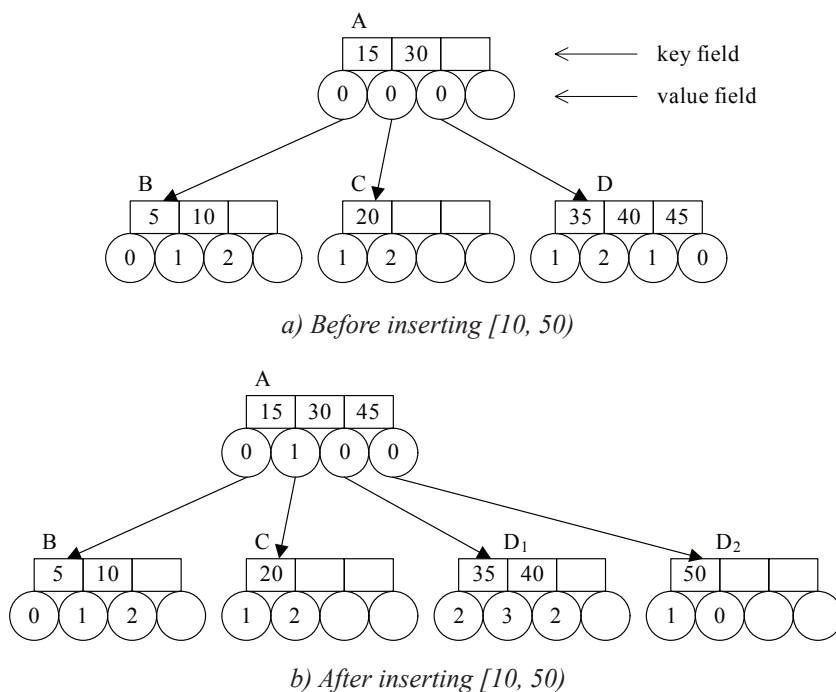 A
15 30
key field
0 0 0
value field
B C D
5 10 20 35 40 45
0 1 2 1 2 1 2 1 0
a) Before inserting [10, 50)
A
15 30 45
0 1 0 0
B C D1 D2
5 10 20 35 40 50
0 1 2 1 2 2 3 2 1 0
b) After inserting [10, 50)